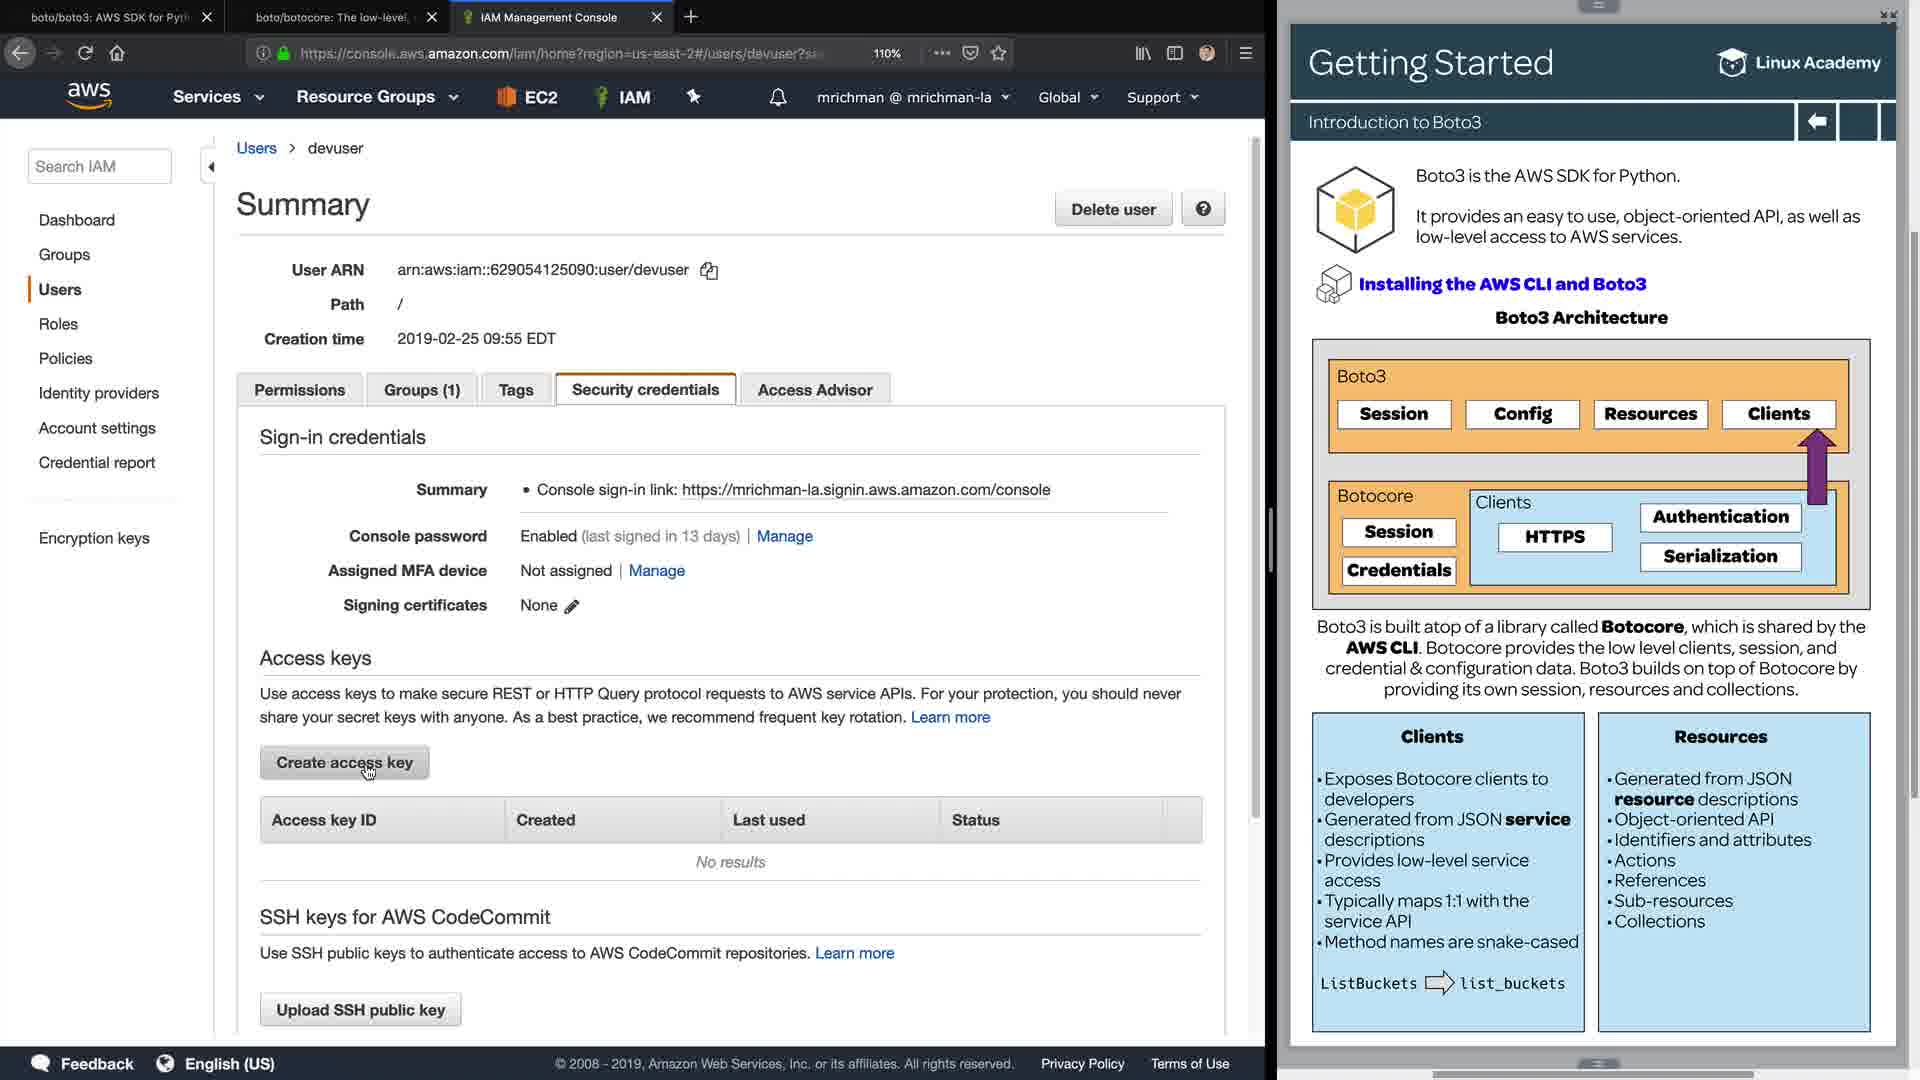 boto/boto3: AWS SDK for Pyth
boto/botocore: The low-level,
IAM Management Console
https://console.aws.amazon.com/iam/home?region=us-east-2#/users/devuser?se
110%
aws
Services
Resource Groups
EC2
IAM
mrichman @ mrichman-la
Global
Support
Search IAM
Dashboard
Groups
Users
Roles
Policies
Identity providers
Account settings
Credential report
Encryption keys
Users > devuser
Summary
Delete user
User ARN arn:aws:iam::629054125090:user/devuser
Path /
Creation time 2019-02-25 09:55 EDT
Permissions
Groups (1)
Tags
Security credentials
Access Advisor
Sign-in credentials
Summary • Console sign-in link: https://mrichman-la.signin.aws.amazon.com/console
Console password Enabled (last signed in 13 days) | Manage
Assigned MFA device Not assigned | Manage
Signing certificates None
Access keys
Use access keys to make secure REST or HTTP Query protocol requests to AWS service APIs. For your protection, you should never
share your secret keys with anyone. As a best practice, we recommend frequent key rotation. Learn more
Create access key
Access key ID Created Last used Status
No results
SSH keys for AWS CodeCommit
Use SSH public keys to authenticate access to AWS CodeCommit repositories. Learn more
Upload SSH public key
Feedback
English (US)
© 2008 - 2019, Amazon Web Services, Inc. or its affiliates. All rights reserved.
Privacy Policy
Terms of Use
Getting Started
Linux Academy
Introduction to Boto3
Boto3 is the AWS SDK for Python.
It provides an easy to use, object-oriented API, as well as
low-level access to AWS services.
Installing the AWS CLI and Boto3
Boto3 Architecture
Boto3
Session
Config
Resources
Clients
Botocore
Session
Credentials
Clients
HTTPS
Authentication
Serialization
Boto3 is built atop of a library called Botocore, which is shared by the
AWS CLI. Botocore provides the low level clients, session, and
credential & configuration data. Boto3 builds on top of Botocore by
providing its own session, resources and collections.
Clients
• Exposes Botocore clients to
developers
• Generated from JSON service
descriptions
• Provides low-level service
access
• Typically maps 1:1 with the
service API
• Method names are snake-cased
ListBuckets list_buckets
Resources
• Generated from JSON
resource descriptions
• Object-oriented API
• Identifiers and attributes
• Actions
• References
• Sub-resources
• Collections